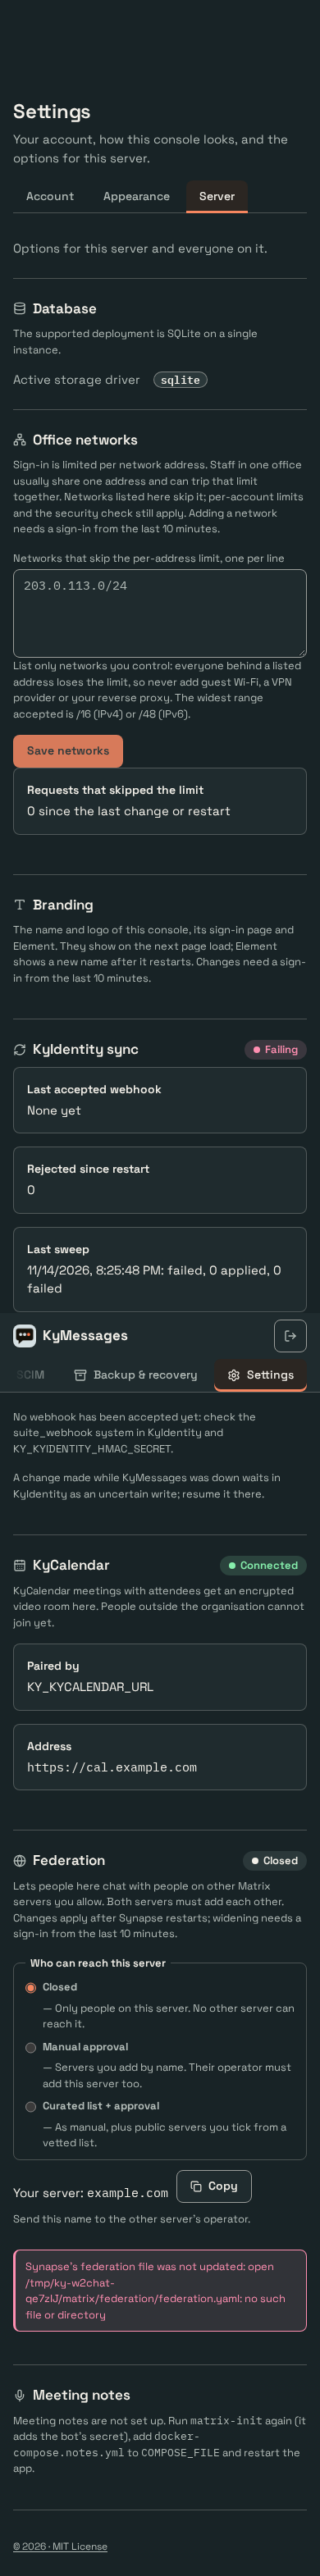 Settings
Your account, how this console looks, and the
options for this server.
Account Appearance Server
Options for this server and everyone on it.
Database
The supported deployment is SQLite on a single
instance.
Active storage driver sqlite
Office networks
Sign-in is limited per network address. Staff in one office
usually share one address and can trip that limit
together. Networks listed here skip it; per-account limits
and the security check still apply. Adding a network
needs a sign-in from the last 10 minutes.
Networks that skip the per-address limit, one per line
203.0.113.0/24
List only networks you control: everyone behind a listed
address loses the limit, so never add guest Wi-Fi, a VPN
provider or your reverse proxy. The widest range
accepted is /16 (IPv4) or /48 (IPv6).
Save networks
Requests that skipped the limit
0 since the last change or restart
Branding
The name and logo of this console, its sign-in page and
Element. They show on the next page load; Element
shows a new name after it restarts. Changes need a sign-
in from the last 10 minutes.
KyIdentity sync Failing
Last accepted webhook
None yet
Rejected since restart
0
Last sweep
11/14/2026, 8:25:48 PM: failed, 0 applied, 0
failed
KyMessages
SCIM Backup & recovery Settings
No webhook has been accepted yet: check the
suite_webhook system in KyIdentity and
KY_KYIDENTITY_HMAC_SECRET.
A change made while KyMessages was down waits in
KyIdentity as an uncertain write; resume it there.
KyCalendar Connected
KyCalendar meetings with attendees get an encrypted
video room here. People outside the organisation cannot
join yet.
Paired by
KY_KYCALENDAR_URL
Address
https://cal.example.com
Federation Closed
Lets people here chat with people on other Matrix
servers you allow. Both servers must add each other.
Changes apply after Synapse restarts; widening needs a
sign-in from the last 10 minutes.
Who can reach this server
Closed
— Only people on this server. No other server can
reach it.
Manual approval
— Servers you add by name. Their operator must
add this server too.
Curated list + approval
— As manual, plus public servers you tick from a
vetted list.
Your server: example.com Copy
Send this name to the other server's operator.
Synapse's federation file was not updated: open
/tmp/ky-w2chat-
qe7zIJ/matrix/federation/federation.yaml: no such
file or directory
Meeting notes
Meeting notes are not set up. Run matrix-init again (it
adds the bot's secret), add docker-
compose.notes.yml to COMPOSE_FILE and restart the
app.
© 2026 · MIT License